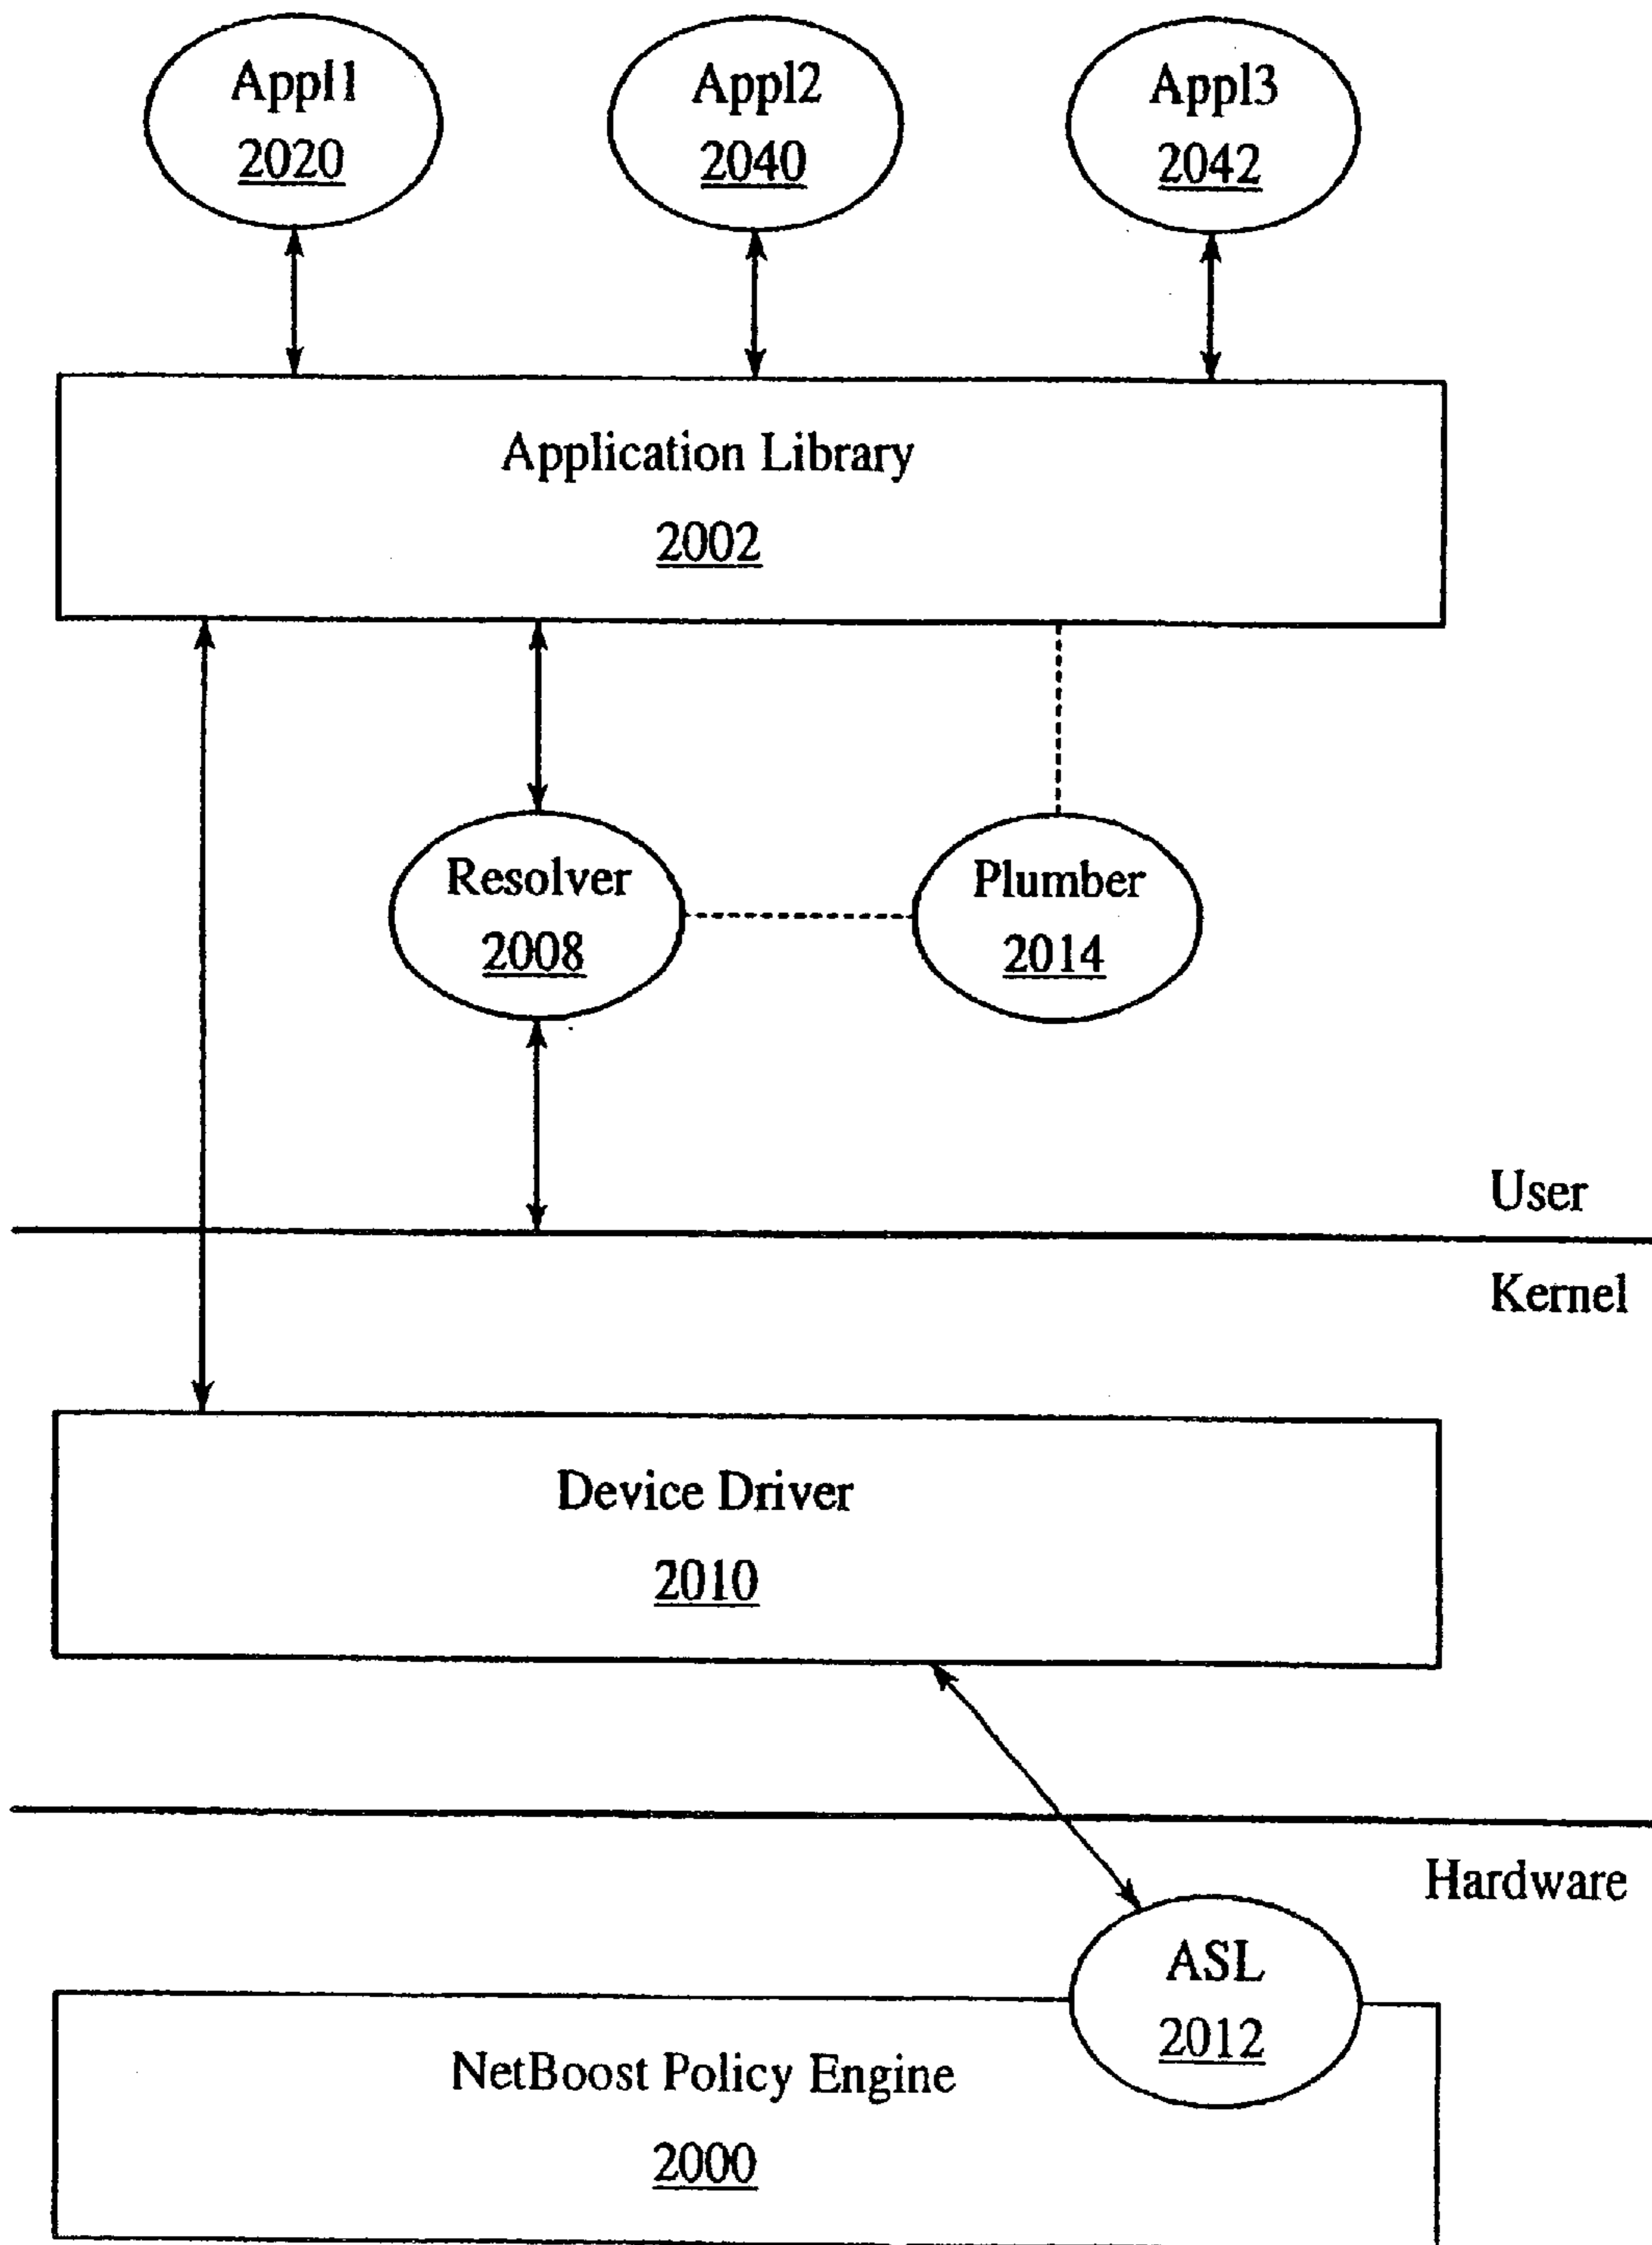 Appl1
2020
Appl2
2040
Appl3
2042
Application Library
2002
Resolver
2008
Plumber
2014
User
Kernel
Device Driver
2010
Hardware
ASL
2012
NetBoost Policy Engine
2000